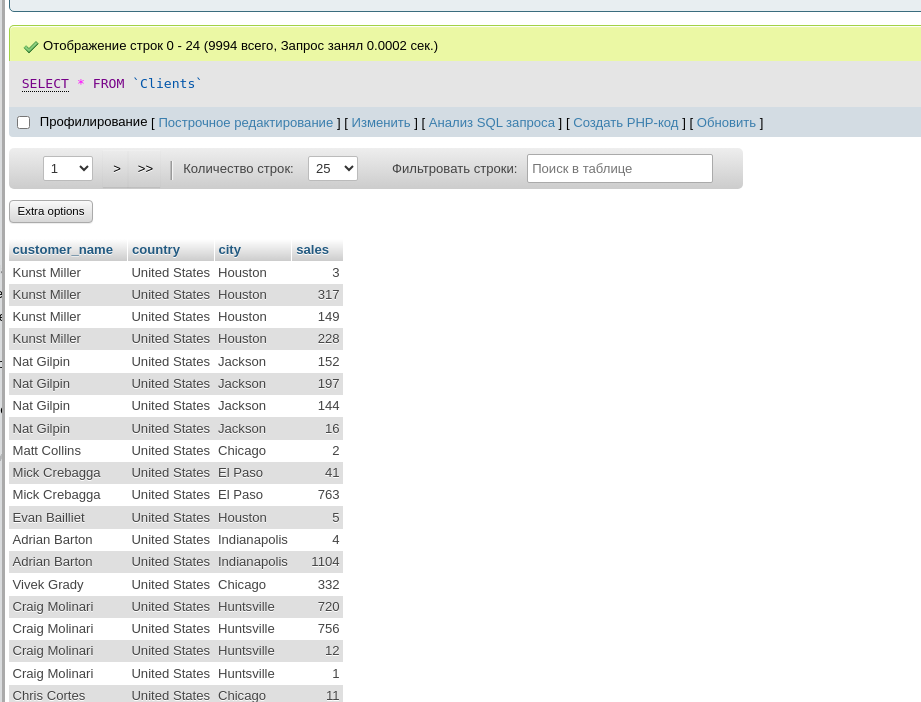 Отображение строк 0 - 24 (9994 всего, Запрос занял 0.0002 сек.)
SELECT * FROM `Clients`
Профилирование [ Построчное редактирование ] [ Изменить ] [ Анализ SQL запроса ] [ Создать PHP-код ] [ Обновить ]
1 > >> | Количество строк: 25 Фильтровать строки: Поиск в таблице
Extra options
customer_name country city sales
Kunst Miller United States Houston 3
Kunst Miller United States Houston 317
Kunst Miller United States Houston 149
Kunst Miller United States Houston 228
Nat Gilpin United States Jackson 152
Nat Gilpin United States Jackson 197
Nat Gilpin United States Jackson 144
Nat Gilpin United States Jackson 16
Matt Collins United States Chicago 2
Mick Crebagga United States El Paso 41
Mick Crebagga United States El Paso 763
Evan Bailliet United States Houston 5
Adrian Barton United States Indianapolis 4
Adrian Barton United States Indianapolis 1104
Vivek Grady United States Chicago 332
Craig Molinari United States Huntsville 720
Craig Molinari United States Huntsville 756
Craig Molinari United States Huntsville 12
Craig Molinari United States Huntsville 1
Chris Cortes United States Chicago 11